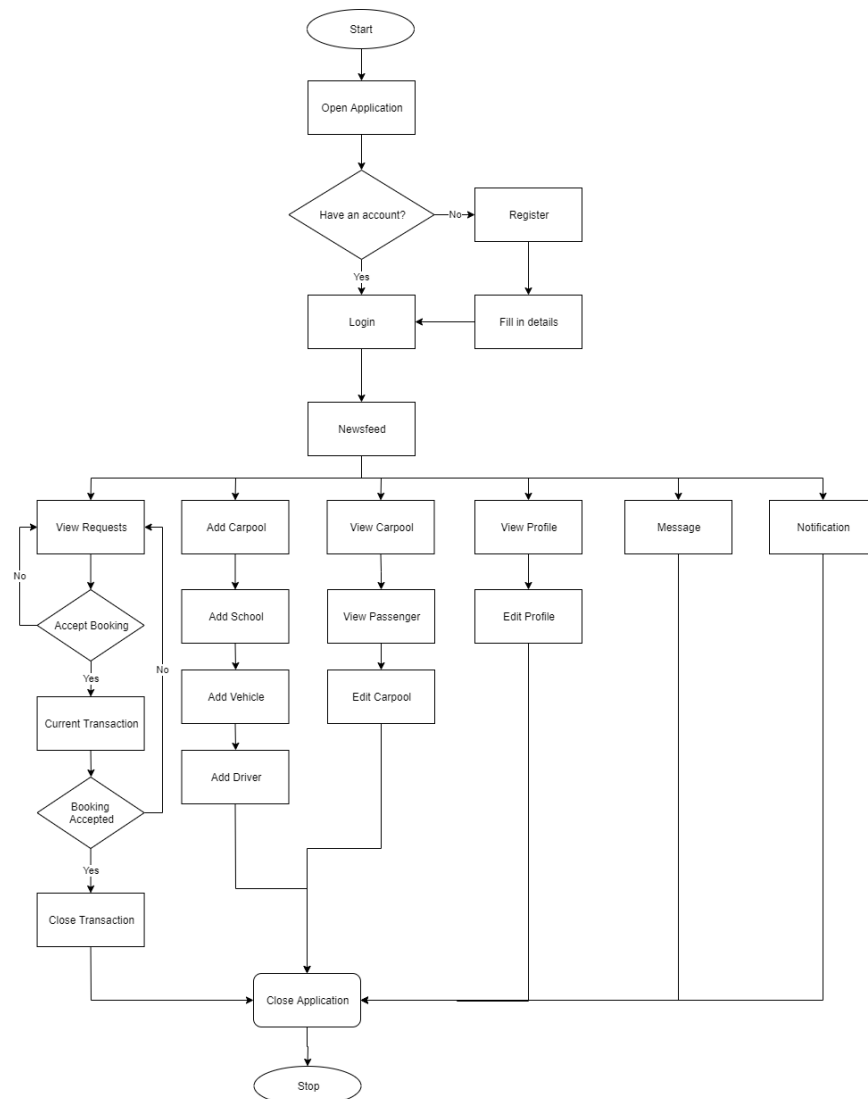 Start
Open Application
Have an account?
No
Register
Yes
Login
Fill in details
Newsfeed
View Requests
Add Carpool
View Carpool
View Profile
Message
Notification
No
Accept Booking
Add School
View Passenger
Edit Profile
No
Yes
Current Transaction
Add Vehicle
Edit Carpool
Add Driver
Booking
Accepted
Yes
Close Transaction
Close Application
Stop